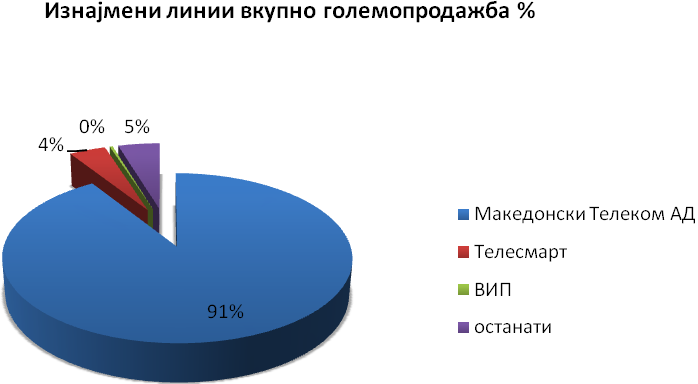 Изнајмени линии вкупно големопродажба %
0%
5%
4%
91%
Македонски Телеком АД
Телесмарт
ВИП
останати